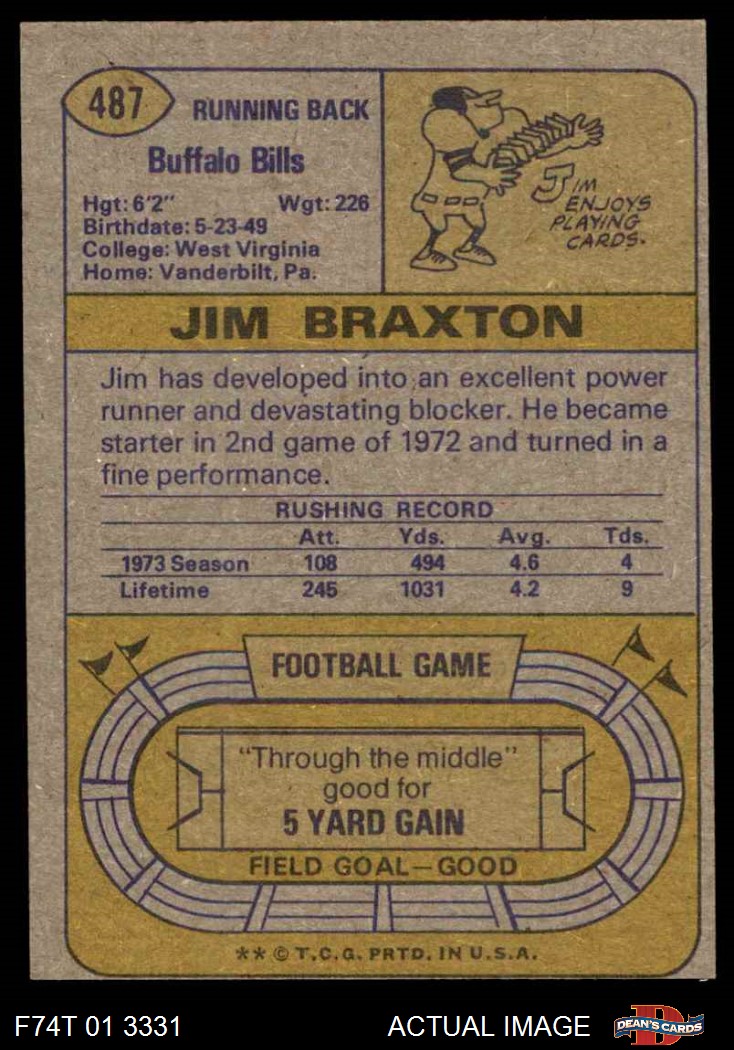 487
RUNNING BACK
Buffalo Bills
Hgt: 6'2" Wgt: 226
Birthdate: 5-23-49
College: West Virginia
Home: Vanderbilt, Pa.
JIM
ENJOYS
PLAYING
CARDS.
JIM BRAXTON
Jim has developed into an excellent power
runner and devastating blocker. He became
starter in 2nd game of 1972 and turned in a
fine performance.
RUSHING RECORD
Att. Yds. Avg. Tds.
1973 Season 108 494 4.6 4
Lifetime 245 1031 4.2 9
FOOTBALL GAME
"Through the middle"
good for
5 YARD GAIN
FIELD GOAL—GOOD
** © T.C.G. PRTD. IN U.S.A.
F74T 01 3331 ACTUAL IMAGE DEAN'S CARDS